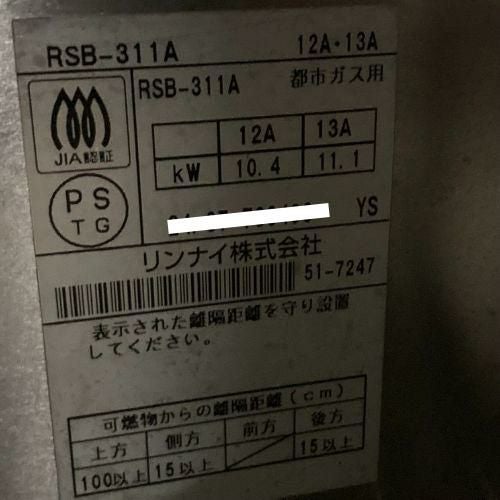 RSB-311A 12A・13A
JIA認証
PS
TG
RSB-311A 都市ガス用
12A 13A
kW 10.4 11.1
YS
リンナイ株式会社
51-7247
表示された離隔距離を守り設置
してください。
可燃物からの離隔距離(cm)
上方 側方 前方 後方
100以上 15以上 15以上